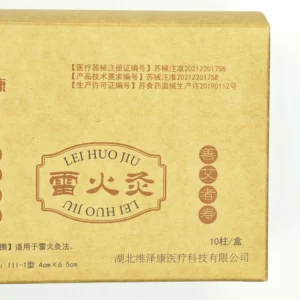 康
【医疗器械注册证编号】苏械注准20212201758
【产品技术要求编号】苏械注准20212201758
【生产许可证编号】苏食药监械生产许20190112号
LEI HUO JIU
雷火灸
LEI HUO JIU
善艾者寿
10柱/盒
围】适用于雷火灸法。
：III-1型 4cm×6.5cm
湖北维泽康医疗科技有限公司